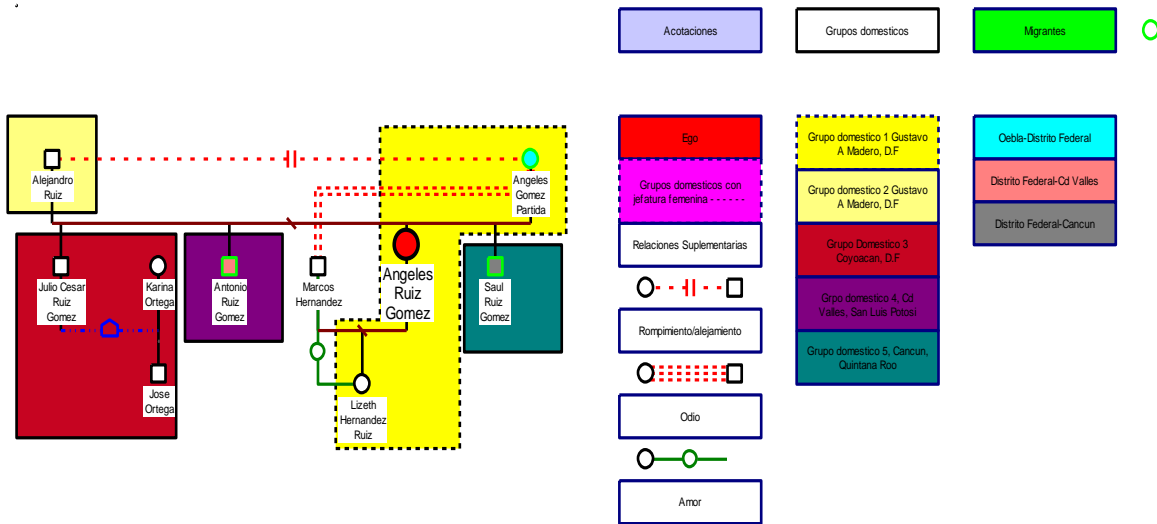 Acotaciones
Grupos domesticos
Migrantes
Ego
Grupos domesticos con
jefatura femenina - - - - - -
Relaciones Suplementarias
Rompimiento/alejamiento
Odio
Amor
Grupo domestico 1 Gustavo
A Madero, D.F
Grupo domestico 2 Gustavo
A Madero, D.F
Grupo Domestico 3
Coyoacan, D.F
Grpo domestico 4, Cd
Valles, San Luis Potosí
Grupo domestico 5, Cancun,
Quintana Roo
Oebla-Distrito Federal
Distrito Federal-Cd Valles
Distrito Federal-Cancun
Alejandro
Ruiz
Angeles
Gomez
Partida
Julio Cesar
Ruiz
Gomez
Karina
Ortega
Antonio
Ruiz
Gomez
Marcos
Hernandez
Angeles
Ruiz
Gomez
Saul
Ruiz
Gomez
Jose
Ortega
Lizeth
Hernandez
Ruiz